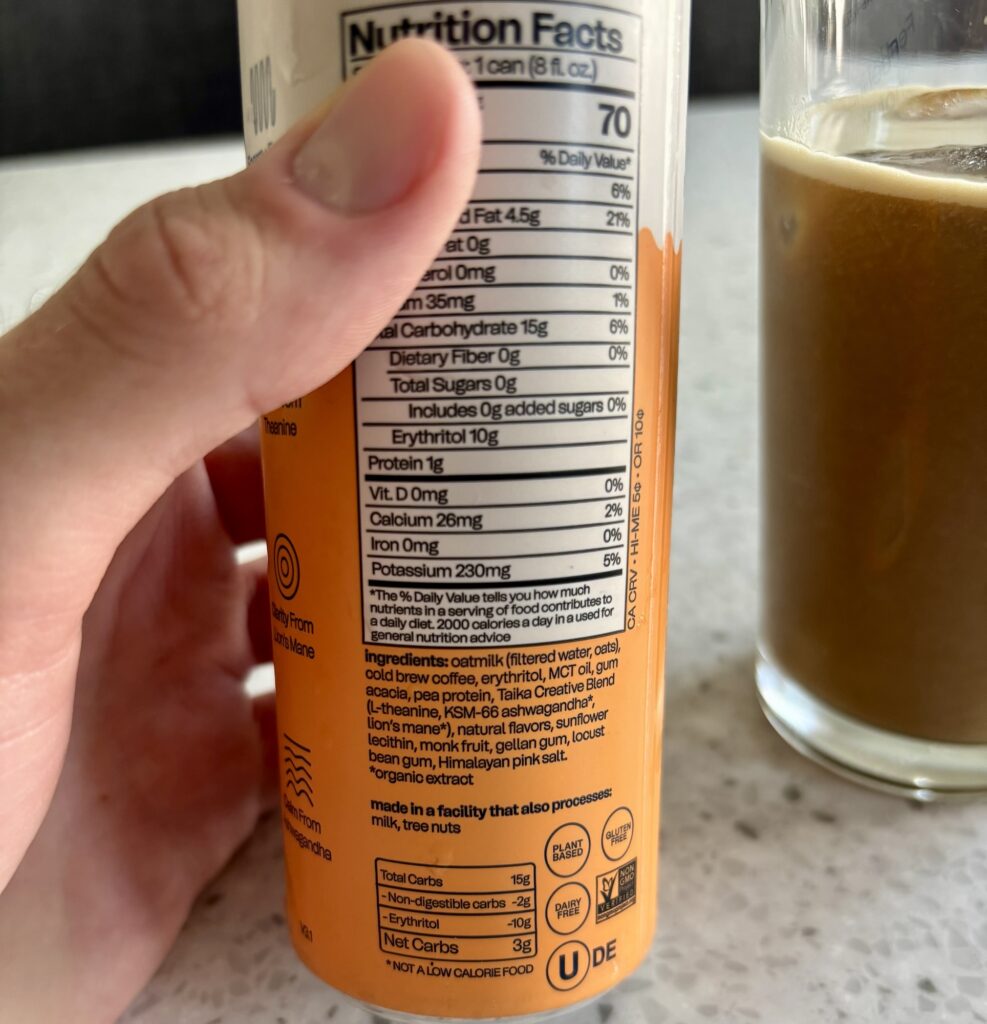 Nutrition Facts
1 can (8 fl. oz.)
70
% Daily Value*
6%
d Fat 4.5g 21%
at 0g
erol 0mg 0%
m 35mg 1%
al Carbohydrate 15g 6%
Dietary Fiber 0g 0%
Total Sugars 0g
Includes 0g added sugars 0%
Erythritol 10g
Protein 1g
Vit. D 0mg 0%
Calcium 26mg 2%
Iron 0mg 0%
Potassium 230mg 5%
*The % Daily Value tells you how much
nutrients in a serving of food contributes to
a daily diet. 2000 calories a day in a used for
general nutrition advice
CA CRV • HI-ME 5¢ • OR 10¢
ingredients: oatmilk (filtered water, oats),
cold brew coffee, erythritol, MCT oil, gum
acacia, pea protein, Taika Creative Blend
(L-theanine, KSM-66 ashwagandha*,
lion's mane*), natural flavors, sunflower
lecithin, monk fruit, gellan gum, locust
bean gum, Himalayan pink salt.
*organic extract
made in a facility that also processes:
milk, tree nuts
Total Carbs 15g
- Non-digestible carbs -2g
- Erythritol -10g
Net Carbs 3g
*NOT A LOW CALORIE FOOD
PLANT
BASED
GLUTEN
FREE
DAIRY
FREE
NON
GMO
VERIFIED
U DE
Theanine
Clarity From
Lion's Mane
Calm From
Ashwagandha